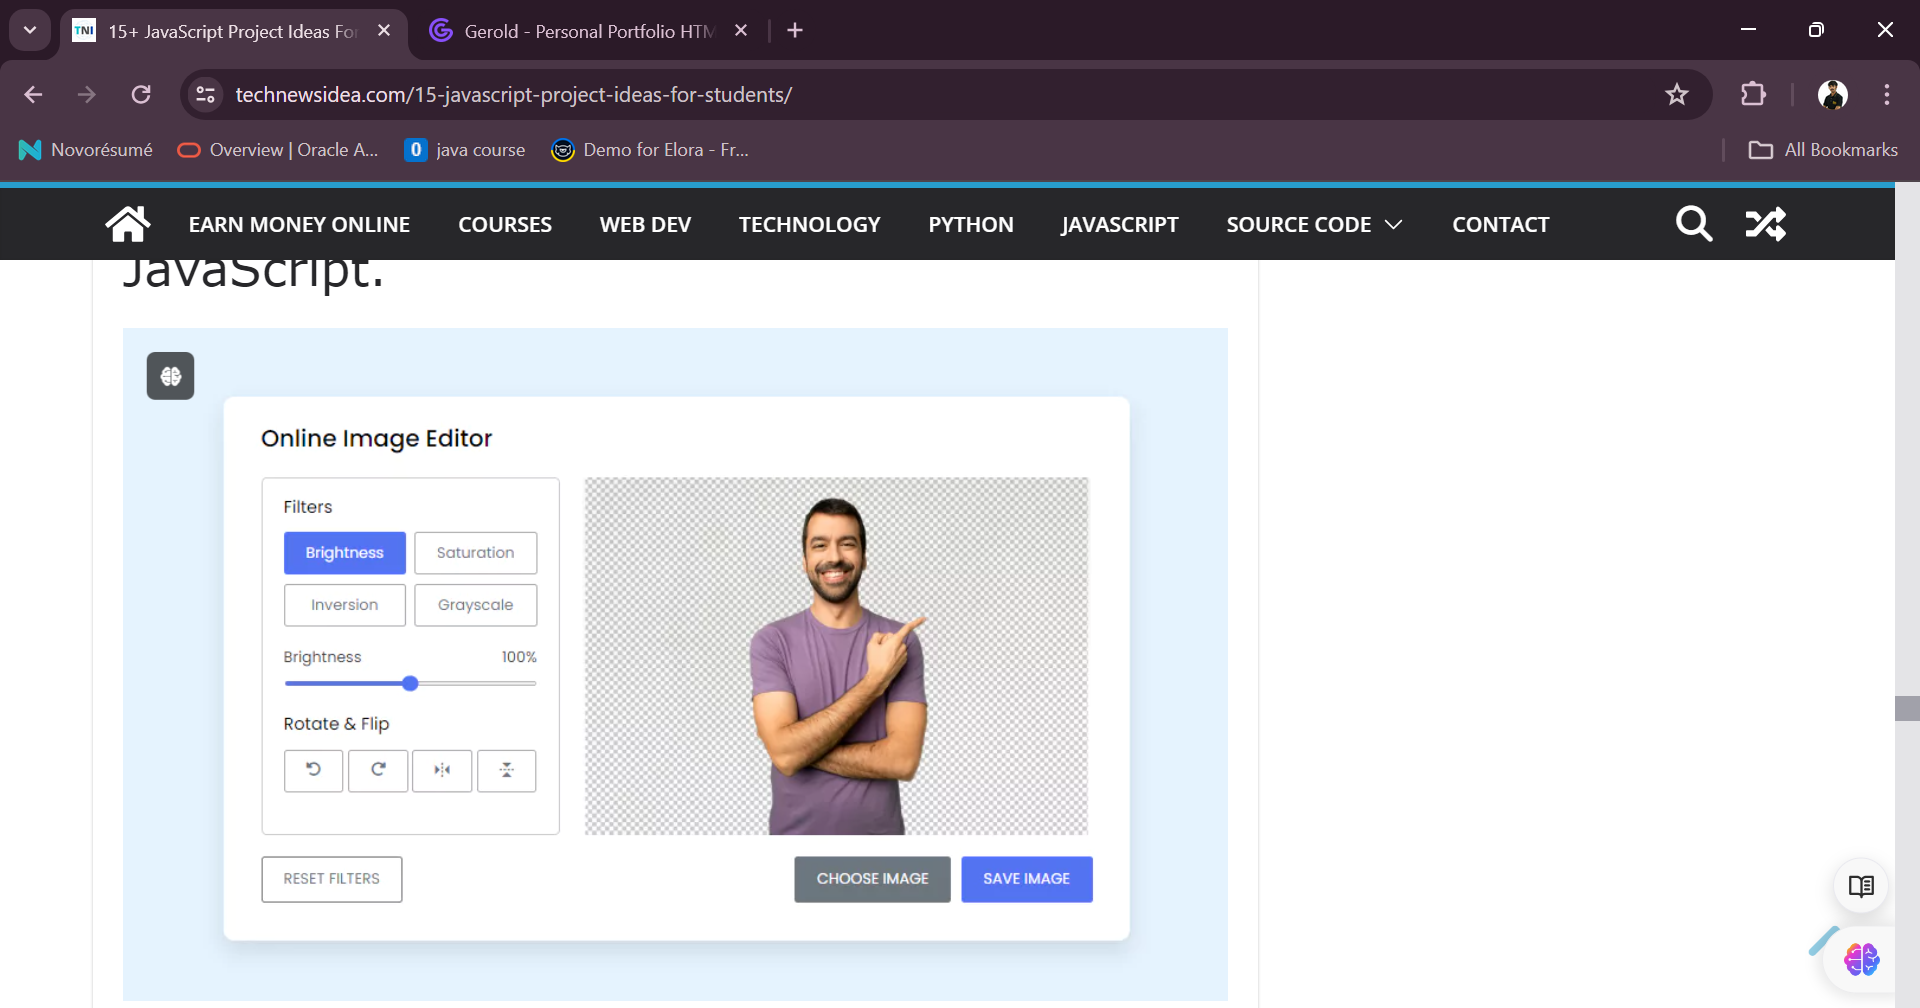 TNI 15+ JavaScript Project Ideas For
Gerold - Personal Portfolio HTM
technewsidea.com/15-javascript-project-ideas-for-students/
Novorésumé
Overview | Oracle A...
java course
Demo for Elora - Fr...
All Bookmarks
EARN MONEY ONLINE COURSES WEB DEV TECHNOLOGY PYTHON JAVASCRIPT SOURCE CODE CONTACT
JavaScript.
Online Image Editor
Filters
Brightness Saturation
Inversion Grayscale
Brightness 100%
Rotate & Flip
RESET FILTERS CHOOSE IMAGE SAVE IMAGE